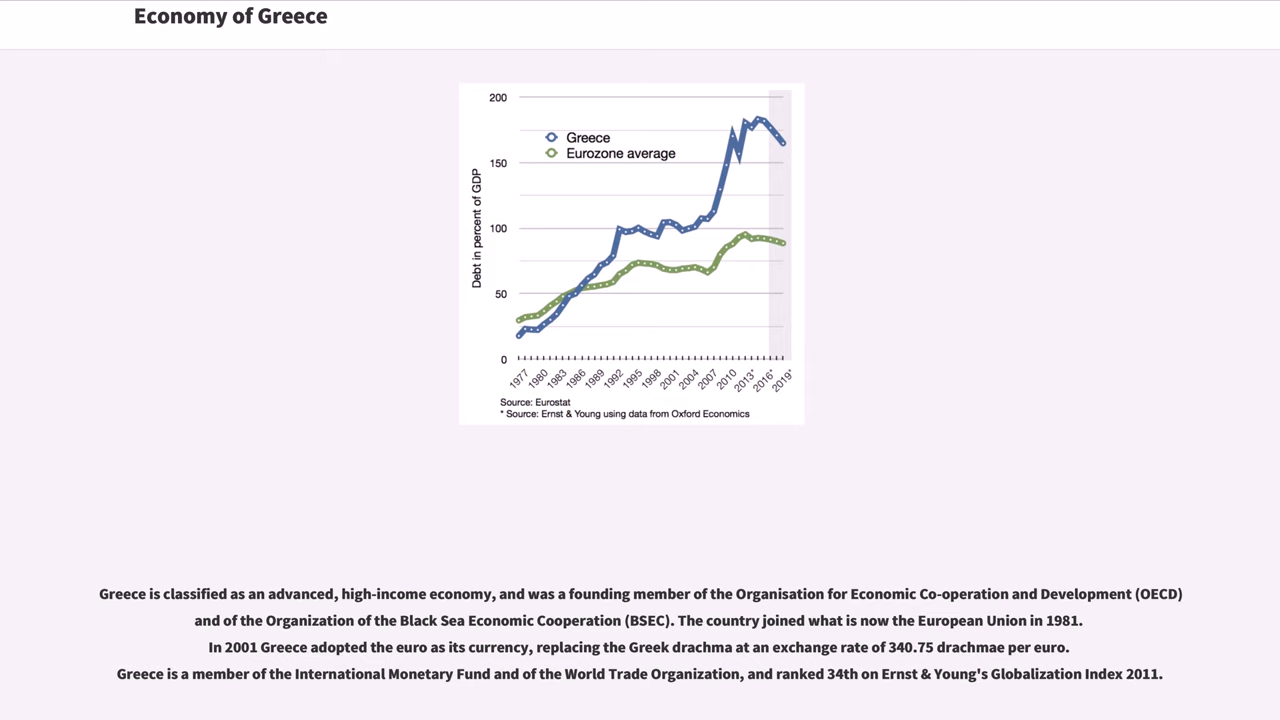 Economy of Greece
200
Greece
Eurozone average
150
Debt in percent of GDP
100
50
0
1977 1980 1983 1986 1989 1992 1995 1998 2001 2004 2007 2010 2013* 2016* 2019*
Source: Eurostat
* Source: Ernst & Young using data from Oxford Economics
Greece is classified as an advanced, high-income economy, and was a founding member of the Organisation for Economic Co-operation and Development (OECD)
and of the Organization of the Black Sea Economic Cooperation (BSEC). The country joined what is now the European Union in 1981.
In 2001 Greece adopted the euro as its currency, replacing the Greek drachma at an exchange rate of 340.75 drachmae per euro.
Greece is a member of the International Monetary Fund and of the World Trade Organization, and ranked 34th on Ernst & Young's Globalization Index 2011.